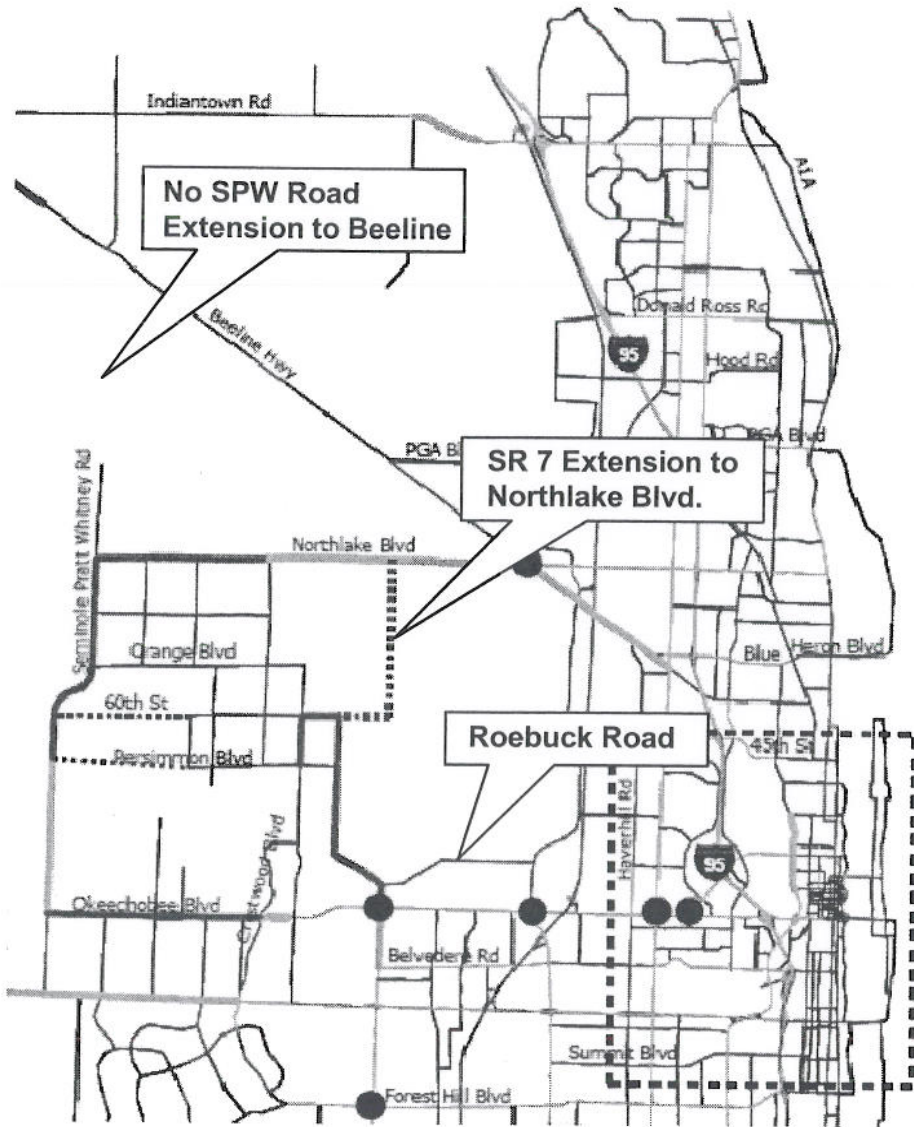 Indiantown Rd
A1A
No SPW Road
Extension to Beeline
Donald Ross Rd
Beeline Hwy
95
Hood Rd
PGA Bl
PGA Blvd
SR 7 Extension to
Northlake Blvd.
Seminole Pratt Whitney Rd
Northlake Blvd
Orange Blvd
Blue Heron Blvd
60th St
Roebuck Road
45th St
Persimmon Blvd
Haverhill Rd
Crestwood Blvd
95
Okeechobee Blvd
Belvedere Rd
Summit Blvd
Forest Hill Blvd